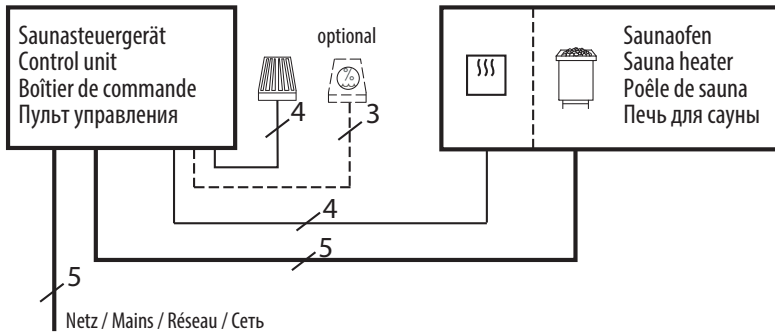 Saunasteuergerät
Control unit
Boîtier de commande
Пульт управления
optional
%
4
3
Saunaofen
Sauna heater
Poêle de sauna
Печь для сауны
4
5
5
Netz / Mains / Réseau / Сеть